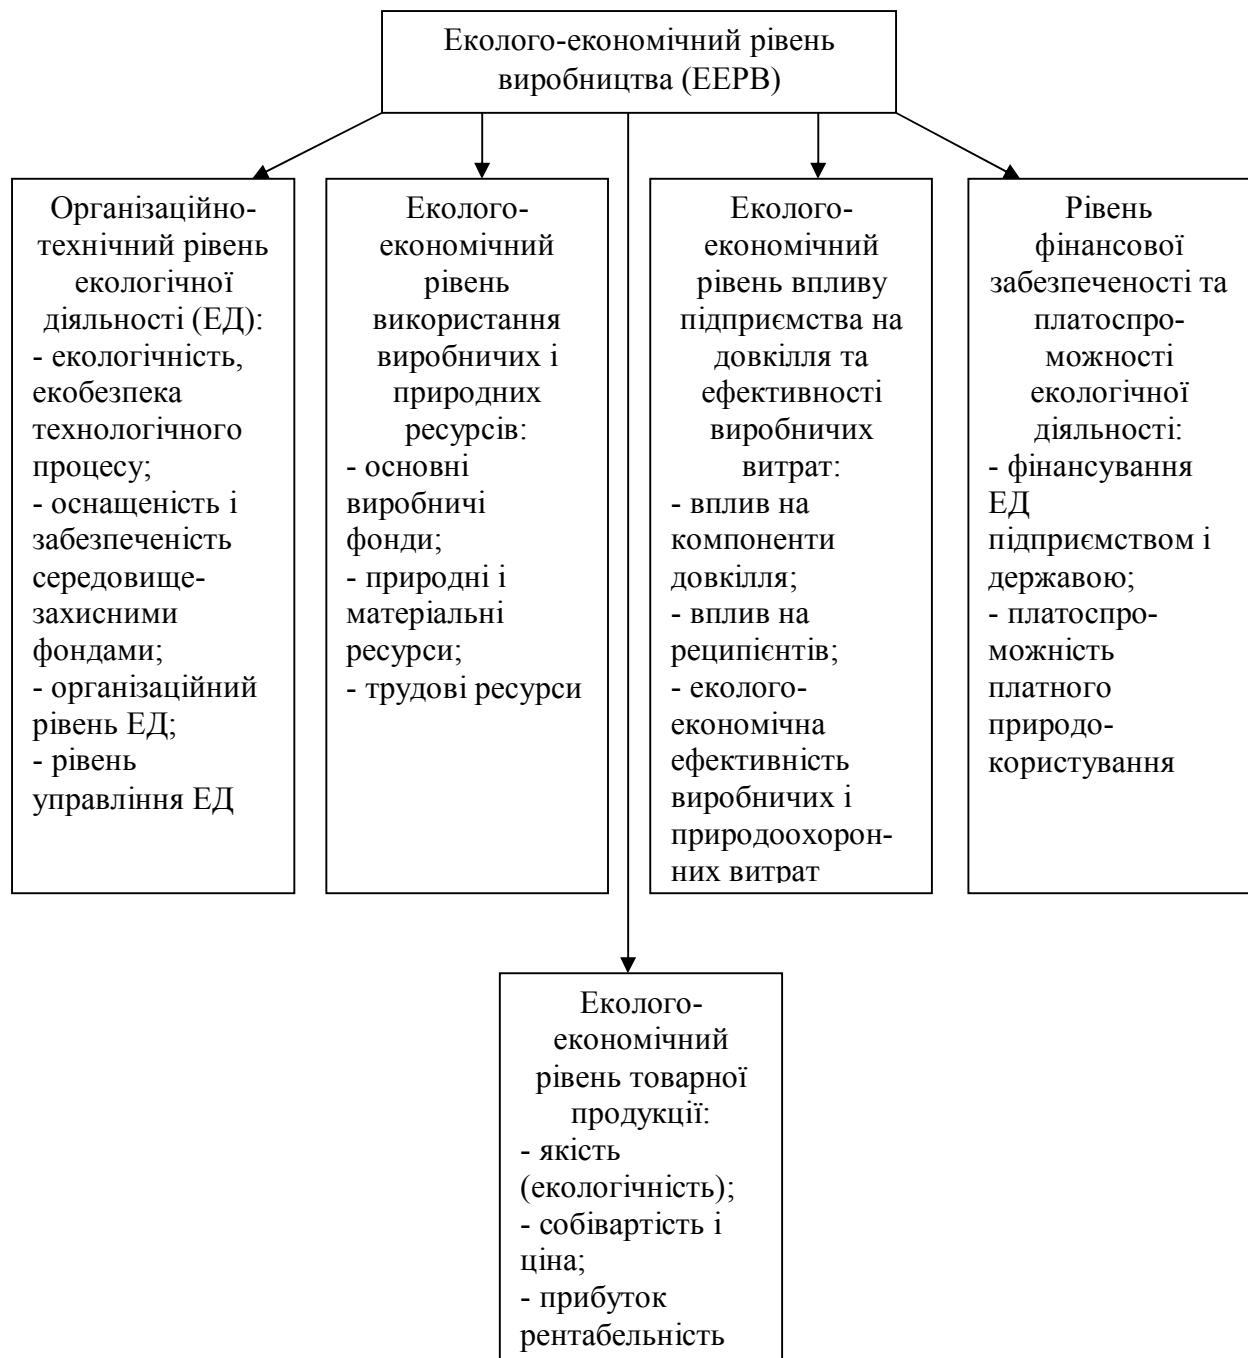 Еколого-економічний рівень
виробництва (ЕЕРВ)
Організаційно-
технічний рівень
екологічної
діяльності (ЕД):
- екологічність,
екобезпека
технологічного
процесу;
- оснащеність і
забезпеченість
середовище-
захисними
фондами;
- організаційний
рівень ЕД;
- рівень
управління ЕД
Еколого-
економічний
рівень
використання
виробничих і
природних
ресурсів:
- основні
виробничі
фонди;
- природні і
матеріальні
ресурси;
- трудові ресурси
Еколого-
економічний
рівень впливу
підприємства на
довкілля та
ефективності
виробничих
витрат:
- вплив на
компоненти
довкілля;
- вплив на
реципієнтів;
- еколого-
економічна
ефективність
виробничих і
природоохорон-
них витрат
Рівень
фінансової
забезпеченості та
платоспро-
можності
екологічної
діяльності:
- фінансування
ЕД
підприємством і
державою;
- платоспро-
можність
платного
природо-
користування
Еколого-
економічний
рівень товарної
продукції:
- якість
(екологічність);
- собівартість і
ціна;
- прибуток
рентабельність